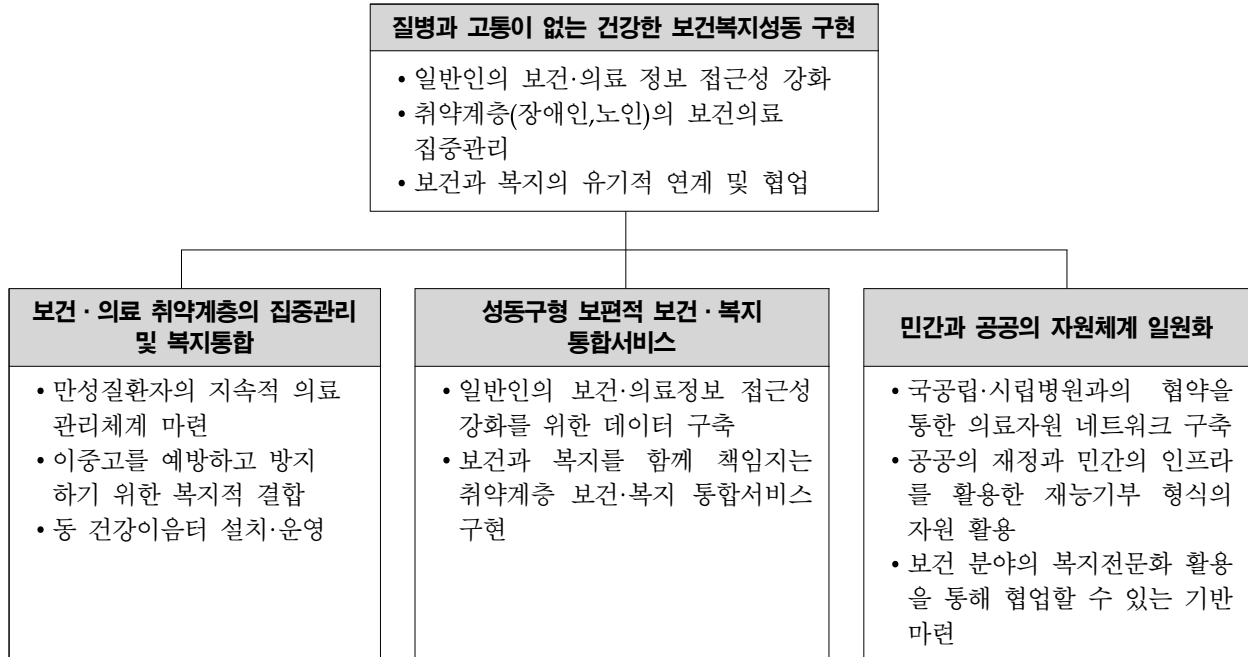 질병과 고통이 없는 건강한 보건복지성동 구현
• 일반인의 보건·의료 정보 접근성 강화
• 취약계층(장애인,노인)의 보건의료
집중관리
• 보건과 복지의 유기적 연계 및 협업
보건·의료 취약계층의 집중관리
및 복지통합
• 만성질환자의 지속적 의료
관리체계 마련
• 이중고를 예방하고 방지
하기 위한 복지적 결합
• 동 건강이음터 설치·운영
성동구형 보편적 보건·복지
통합서비스
• 일반인의 보건·의료정보 접근성
강화를 위한 데이터 구축
• 보건과 복지를 함께 책임지는
취약계층 보건·복지 통합서비스
구현
민간과 공공의 자원체계 일원화
• 국공립·시립병원과의 협약을
통한 의료자원 네트워크 구축
• 공공의 재정과 민간의 인프라
를 활용한 재능기부 형식의
자원 활용
• 보건 분야의 복지전문화 활용
을 통해 협업할 수 있는 기반
마련